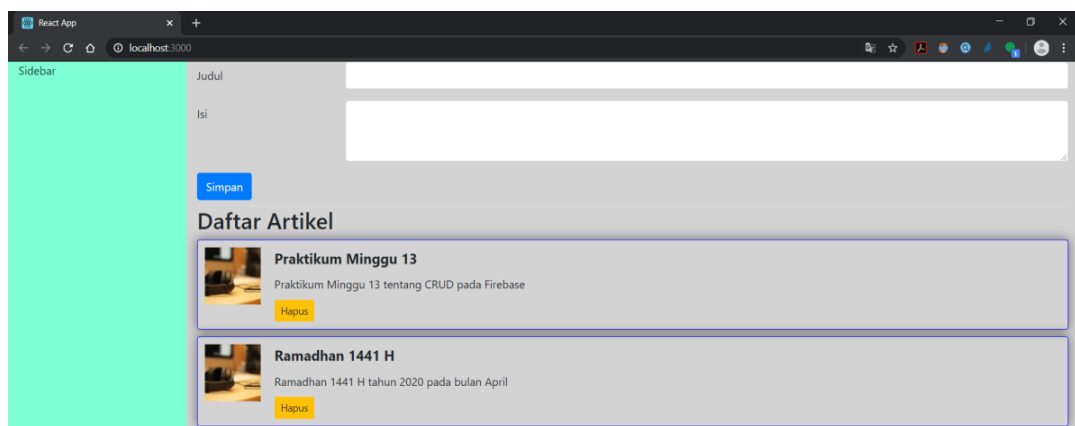 React App
localhost:3000
Sidebar
Judul
Isi
Simpan
Daftar Artikel
Praktikum Minggu 13
Praktikum Minggu 13 tentang CRUD pada Firebase
Hapus
Ramadhan 1441 H
Ramadhan 1441 H tahun 2020 pada bulan April
Hapus